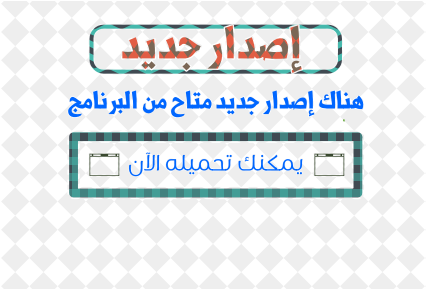 إصدار جديد
هناك إصدار جديد متاح من البرنامج
يمكنك تحميله الآن